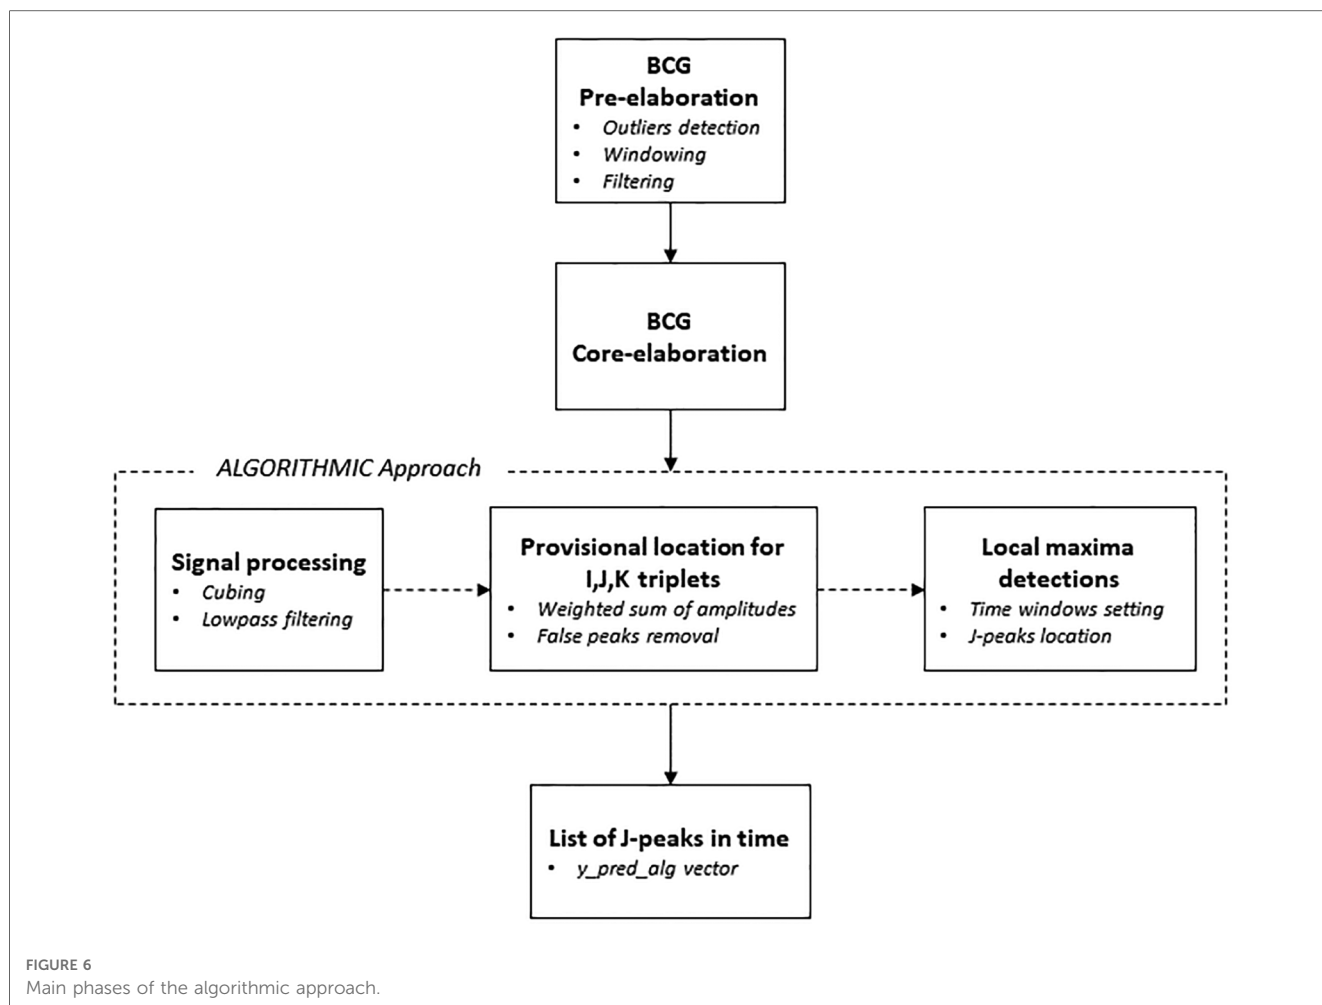 BCG
Pre-elaboration
• Outliers detection
• Windowing
• Filtering
BCG
Core-elaboration
ALGORITHMIC Approach
Signal processing
• Cubing
• Lowpass filtering
Provisional location for
I,J,K triplets
• Weighted sum of amplitudes
• False peaks removal
Local maxima
detections
• Time windows setting
• J-peaks location
List of J-peaks in time
• y_pred_alg vector
FIGURE 6
Main phases of the algorithmic approach.